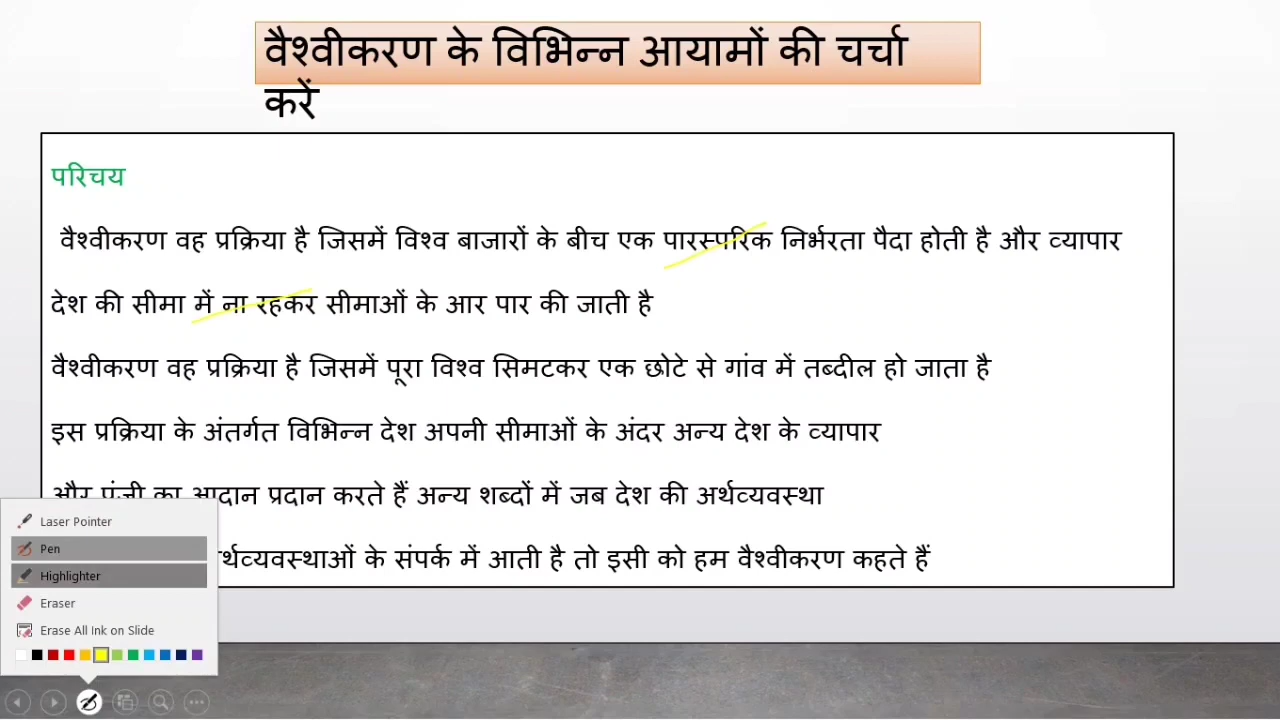 वैश्वीकरण के विभिन्न आयामों की चर्चा
करें
परिचय
वैश्वीकरण वह प्रक्रिया है जिसमें विश्व बाजारों के बीच एक पारस्परिक निर्भरता पैदा होती है और व्यापार
देश की सीमा में ना रहकर सीमाओं के आर पार की जाती है
वैश्वीकरण वह प्रक्रिया है जिसमें पूरा विश्व सिमटकर एक छोटे से गांव में तब्दील हो जाता है
इस प्रक्रिया के अंतर्गत विभिन्न देश अपनी सीमाओं के अंदर अन्य देश के व्यापार
और पूंजी का आदान प्रदान करते हैं अन्य शब्दों में जब देश की अर्थव्यवस्था
के संपर्क में आती है तो इसी को हम वैश्वीकरण कहते हैं
Laser Pointer
Pen
Highlighter
Eraser
Erase All Ink on Slide